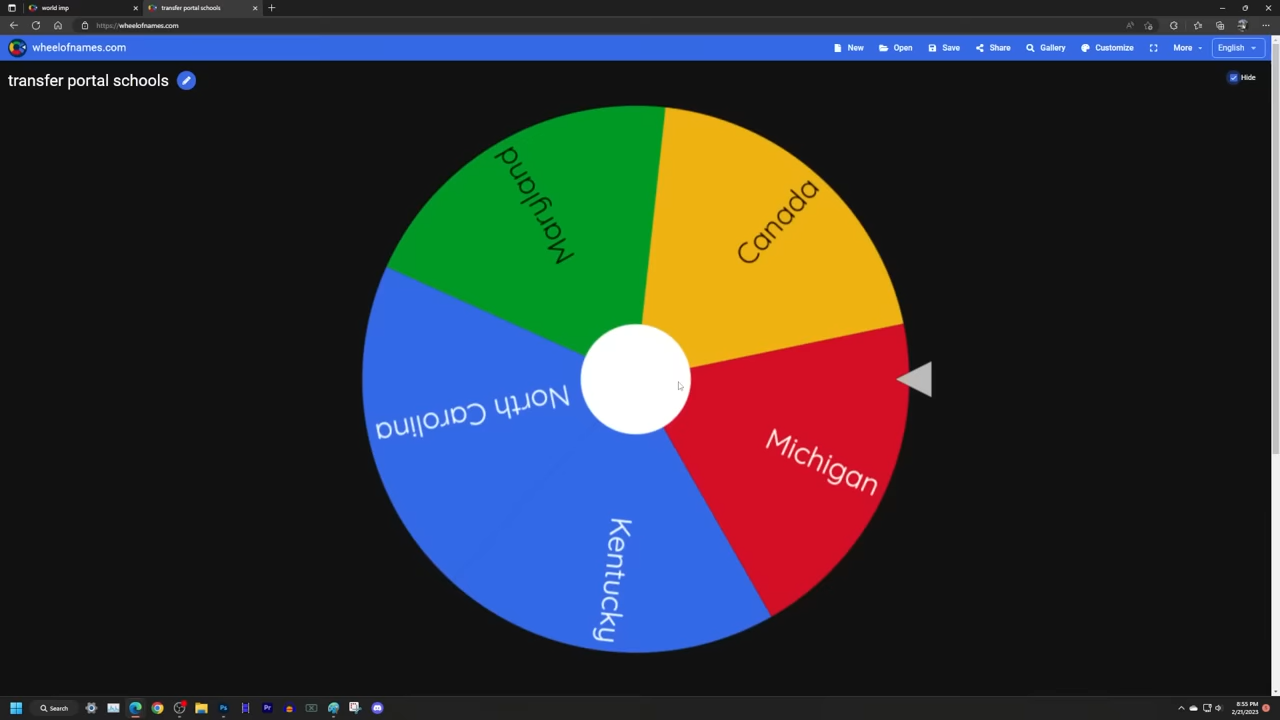 world imp
transfer portal schools
https://wheelofnames.com
wheelofnames.com
New
Open
Save
Share
Gallery
Customize
More
English
transfer portal schools
Hide
Maryland
Canada
Michigan
North Carolina
Kentucky
Search
8:55 PM
2/21/2023